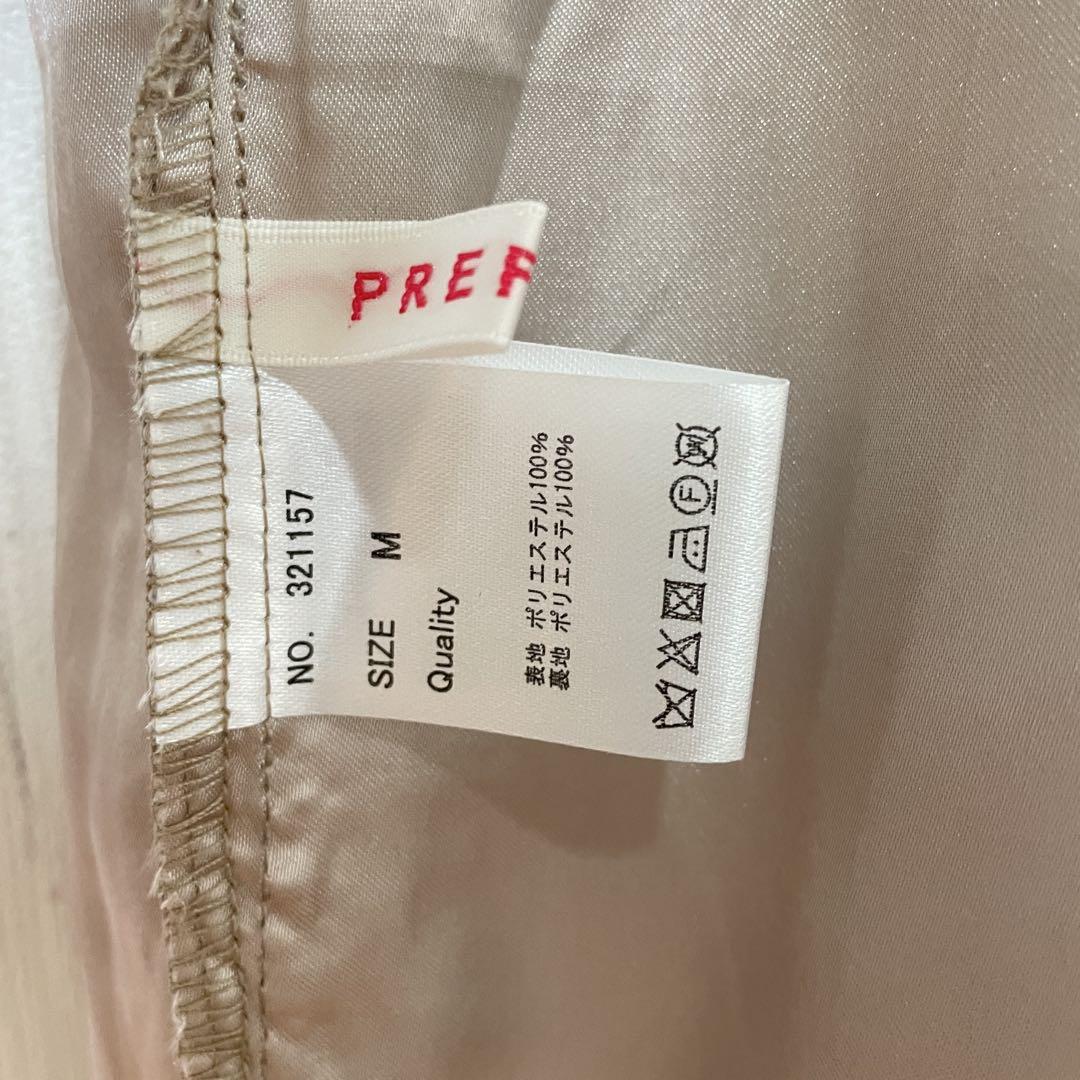 PREF
NO. 321157
SIZE M
Quality
表地 ポリエステル100%
裏地 ポリエステル100%
F
W